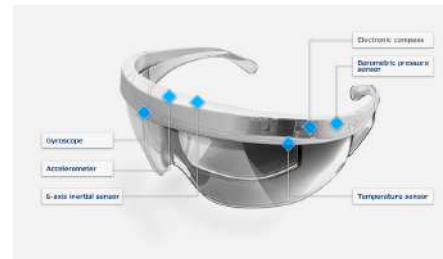 Electronic compass
Barometric pressure
sensor
Gyroscope
Accelerometer
6-axis inertial sensor
Temperature sensor